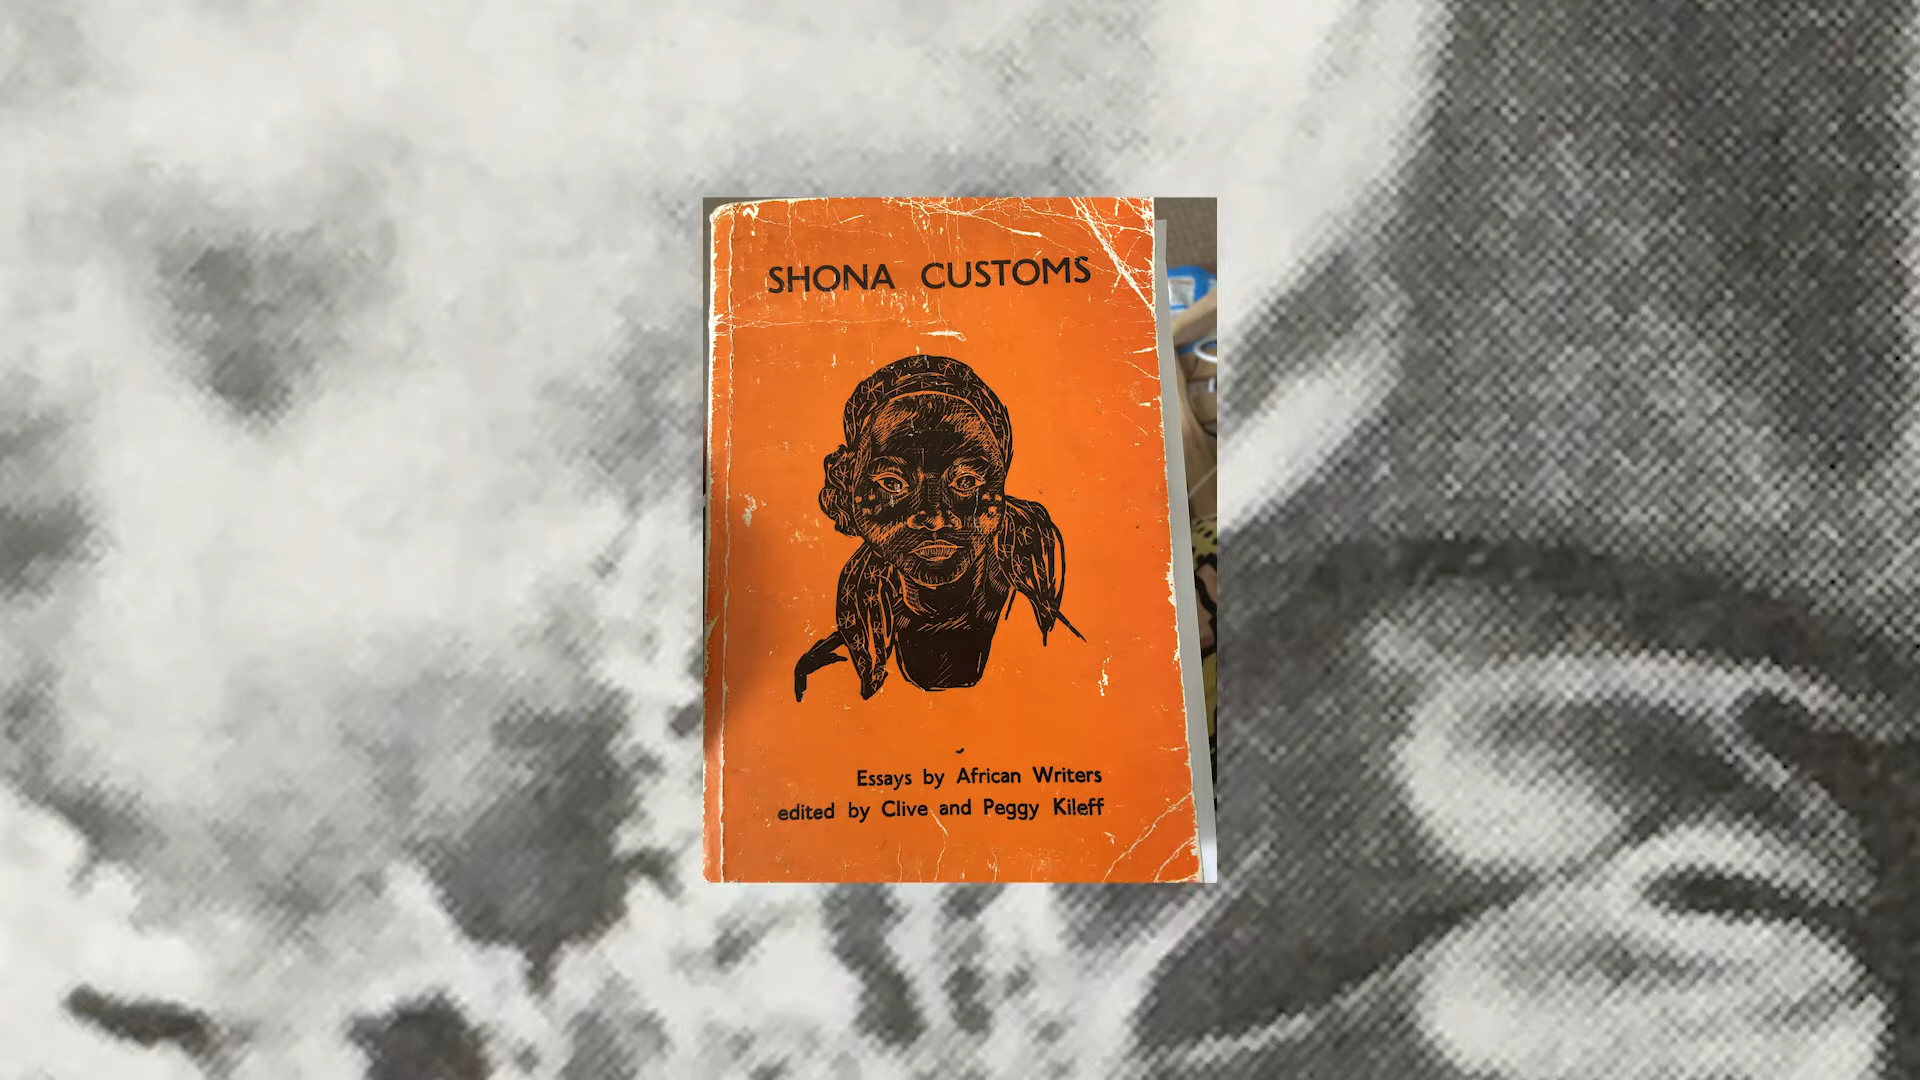 SHONA CUSTOMS
Essays by African Writers
edited by Clive and Peggy Kileff